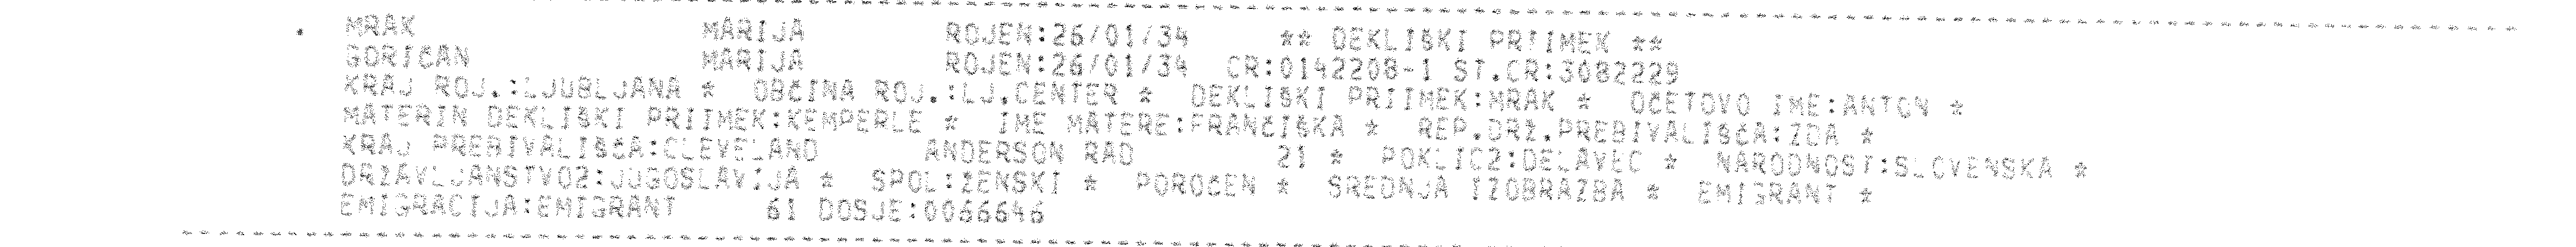 MRAK MARIJA ROJEN:26/01/34 ** DEKLIŠKI PRIIMEK **
GORIČAN MARIJA ROJEN:26/01/34 CR:0142208-1 ST.CR:3082229
KRAJ ROJ.:LJUBLJANA * OBČINA ROJ.:LJ.CENTER * DEKLIŠKI PRIIMEK:MRAK * OČETOVO IME:ANTON *
MATERIN DEKLIŠKI PRIIMEK:KEMPERLE * IME MATERE:FRANČIŠKA * REP.DRŽ.PREBIVALIŠČA:ZDA *
KRAJ PREBIVALIŠČA:CLEVELAND ANDERSON RAD 21 * POKLIC2:DELAVEC * NARODNOST:SLOVENSKA *
DRŽAVLJANSTVO2:JUGOSLAVIJA * SPOL:ŽENSKI * POROČEN * SREDNJA IZOBRAZBA * EMIGRANT *
EMIGRACIJA:EMIGRANT 61 DOSJE:0066646